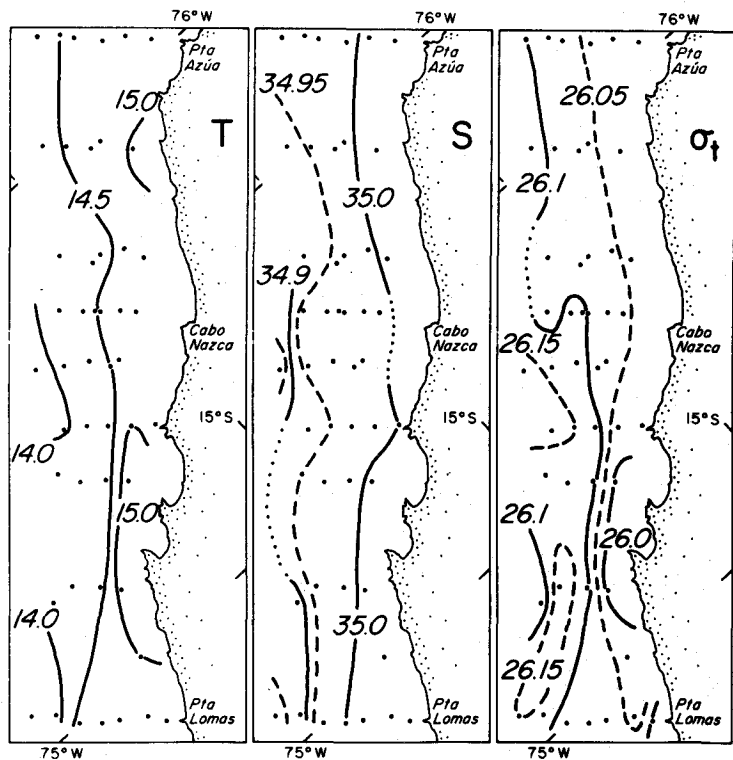 76°W
76°W
76°W
Pta
Azúa
Pta
Azúa
Pta
Azúa
15.0
T
34.95
S
26.05
σt
14.5
35.0
26.1
34.9
Cabo
Nazca
Cabo
Nazca
26.15
Cabo
Nazca
15°S
15°S
14.0
15.0
26.1
26.0
14.0
35.0
26.15
Pta
Lomas
Pta
Lomas
Pta
Lomas
75°W
75°W
75°W